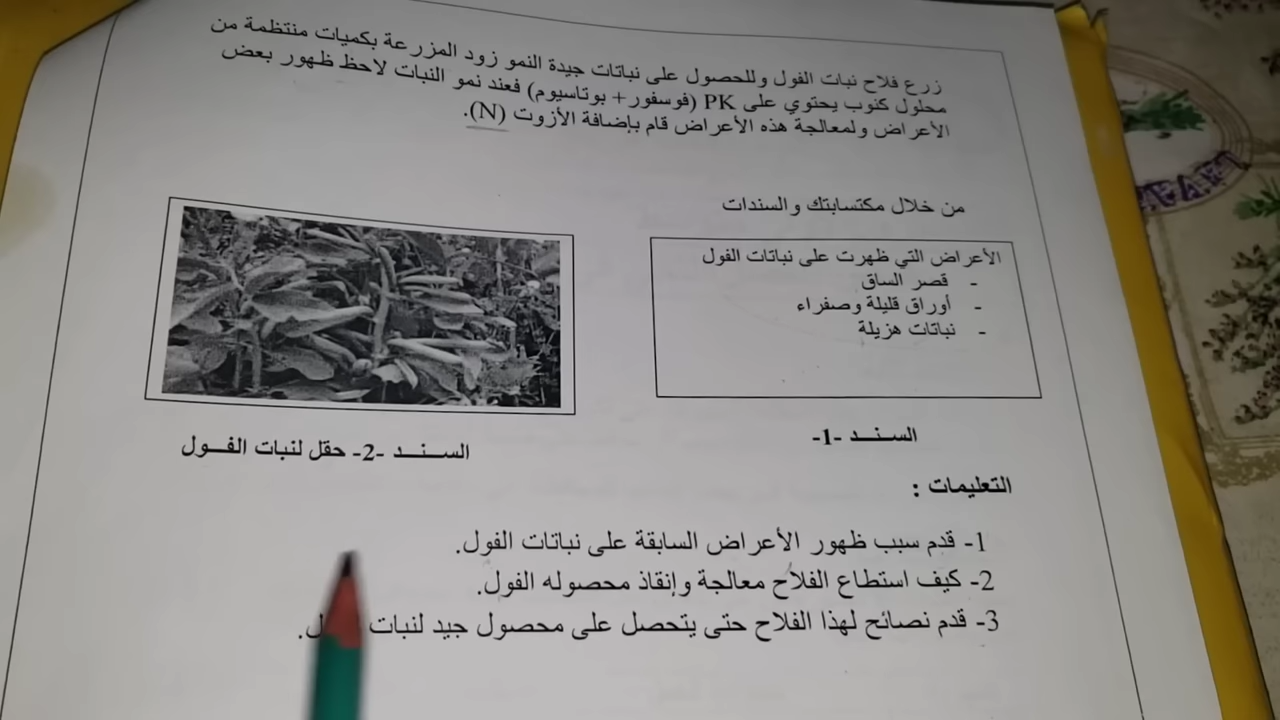 زرع فلاح نبات الفول وللحصول على نباتات جيدة النمو زود المزرعة بكميات منتظمة من
محلول كنوب يحتوي على PK (فوسفور+ بوتاسيوم) فعند نمو النبات لاحظ ظهور بعض
الأعراض ولمعالجة هذه الأعراض قام بإضافة الأزوت (N).
من خلال مكتسابتك والسندات
الأعراض التي ظهرت على نباتات الفول
- قصر الساق
- أوراق قليلة وصفراء
- نباتات هزيلة
السند -1-
السند -2- حقل لنبات الفول
التعليمات :
1- قدم سبب ظهور الأعراض السابقة على نباتات الفول.
2- كيف استطاع الفلاح معالجة وإنقاذ محصوله الفول.
3- قدم نصائح لهذا الفلاح حتى يتحصل على محصول جيد لنبات